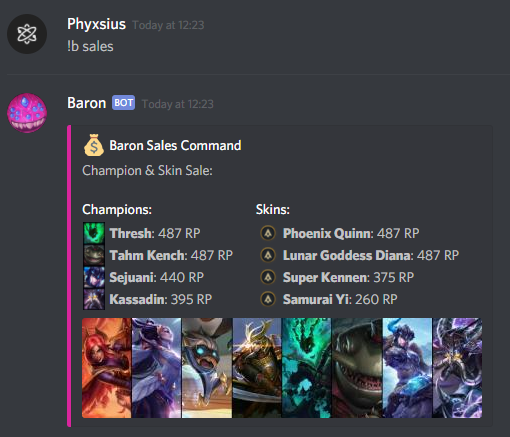 Phyxsius Today at 12:23
!b sales
Baron BOT Today at 12:23
Baron Sales Command
Champion & Skin Sale:
Champions:
Thresh: 487 RP
Tahm Kench: 487 RP
Sejuani: 440 RP
Kassadin: 395 RP
Skins:
Phoenix Quinn: 487 RP
Lunar Goddess Diana: 487 RP
Super Kennen: 375 RP
Samurai Yi: 260 RP